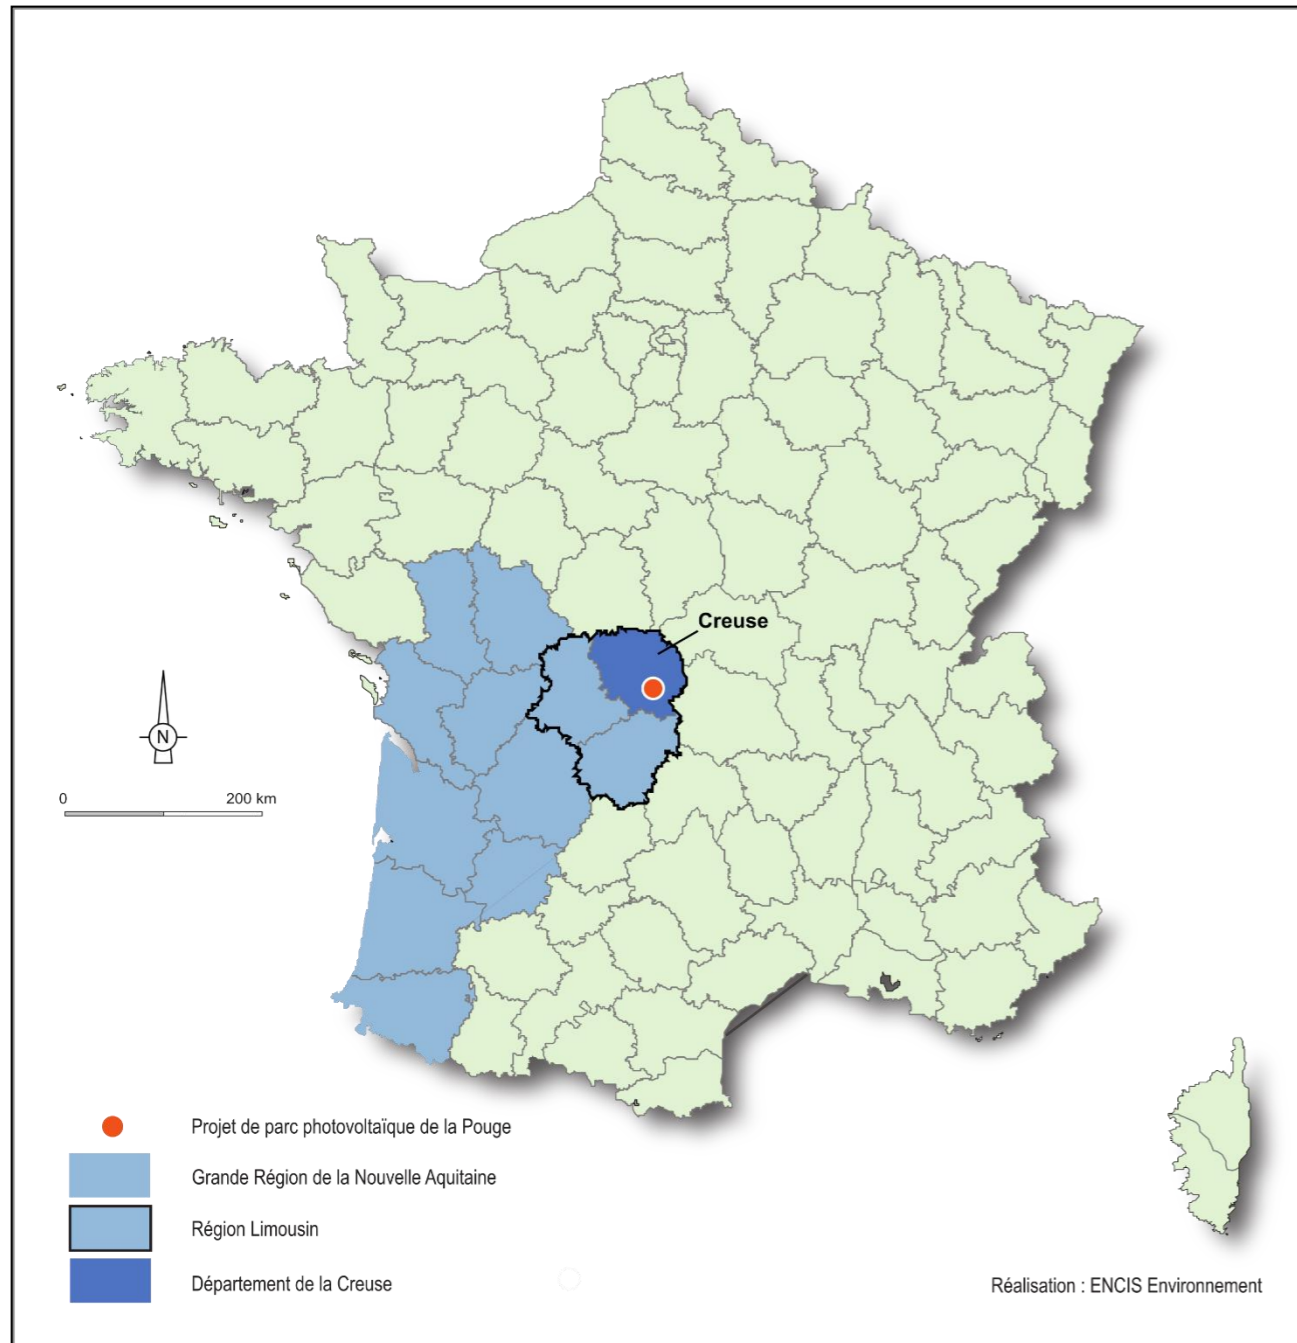 Creuse
N
0 200 km
Projet de parc photovoltaïque de la Pouge
Grande Région de la Nouvelle Aquitaine
Région Limousin
Département de la Creuse
Réalisation : ENCIS Environnement